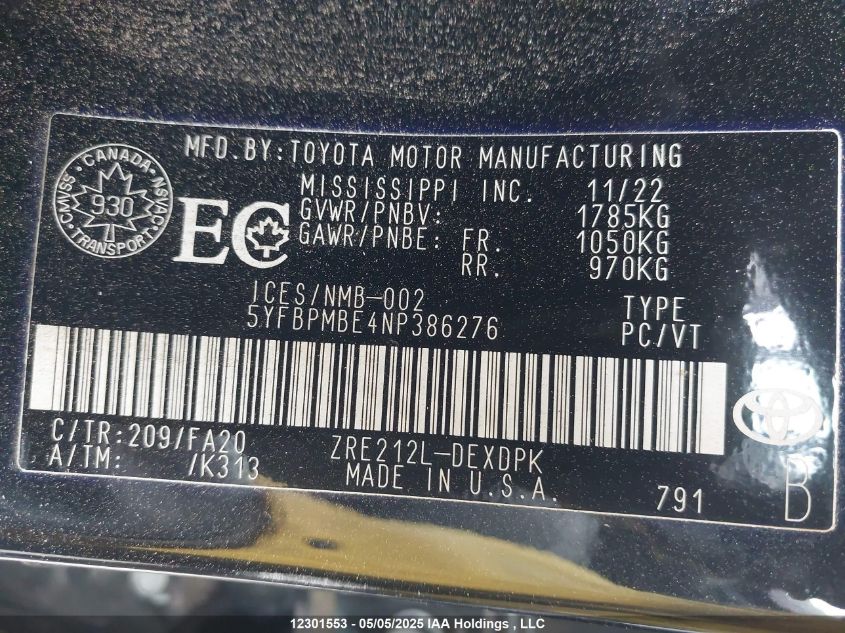 MFD.BY:TOYOTA MOTOR MANUFACTURING
MISSISSIPPI INC. 11/22
GVWR/PNBV: 1785KG
GAWR/PNBE: FR. 1050KG
RR. 970KG
CANADA
CMVSS NSVAC
930
TRANSPORT
EC
ICES/NMB-002
5YFBPMBE4NP386276
TYPE
PC/VT
C/TR:209/FA20
A/TM: /K313
ZRE212L-DEXDPK
MADE IN U.S.A.
791
B
12301553 - 05/05/2025 IAA Holdings , LLC